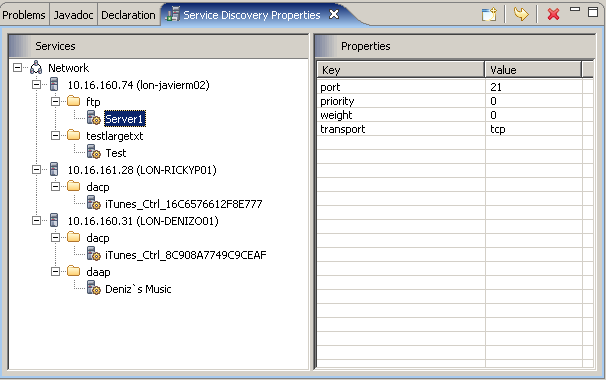 Problems Javadoc Declaration Service Discovery Properties
Services
Network
10.16.160.74 (lon-javierm02)
ftp
Server1
testlargetxt
Test
10.16.161.28 (LON-RICKYP01)
dacp
iTunes_Ctrl_16C6576612F8E777
10.16.160.31 (LON-DENIZO01)
dacp
iTunes_Ctrl_8C908A7749C9CEAF
daap
Deniz`s Music
Properties
Key Value
port 21
priority 0
weight 0
transport tcp